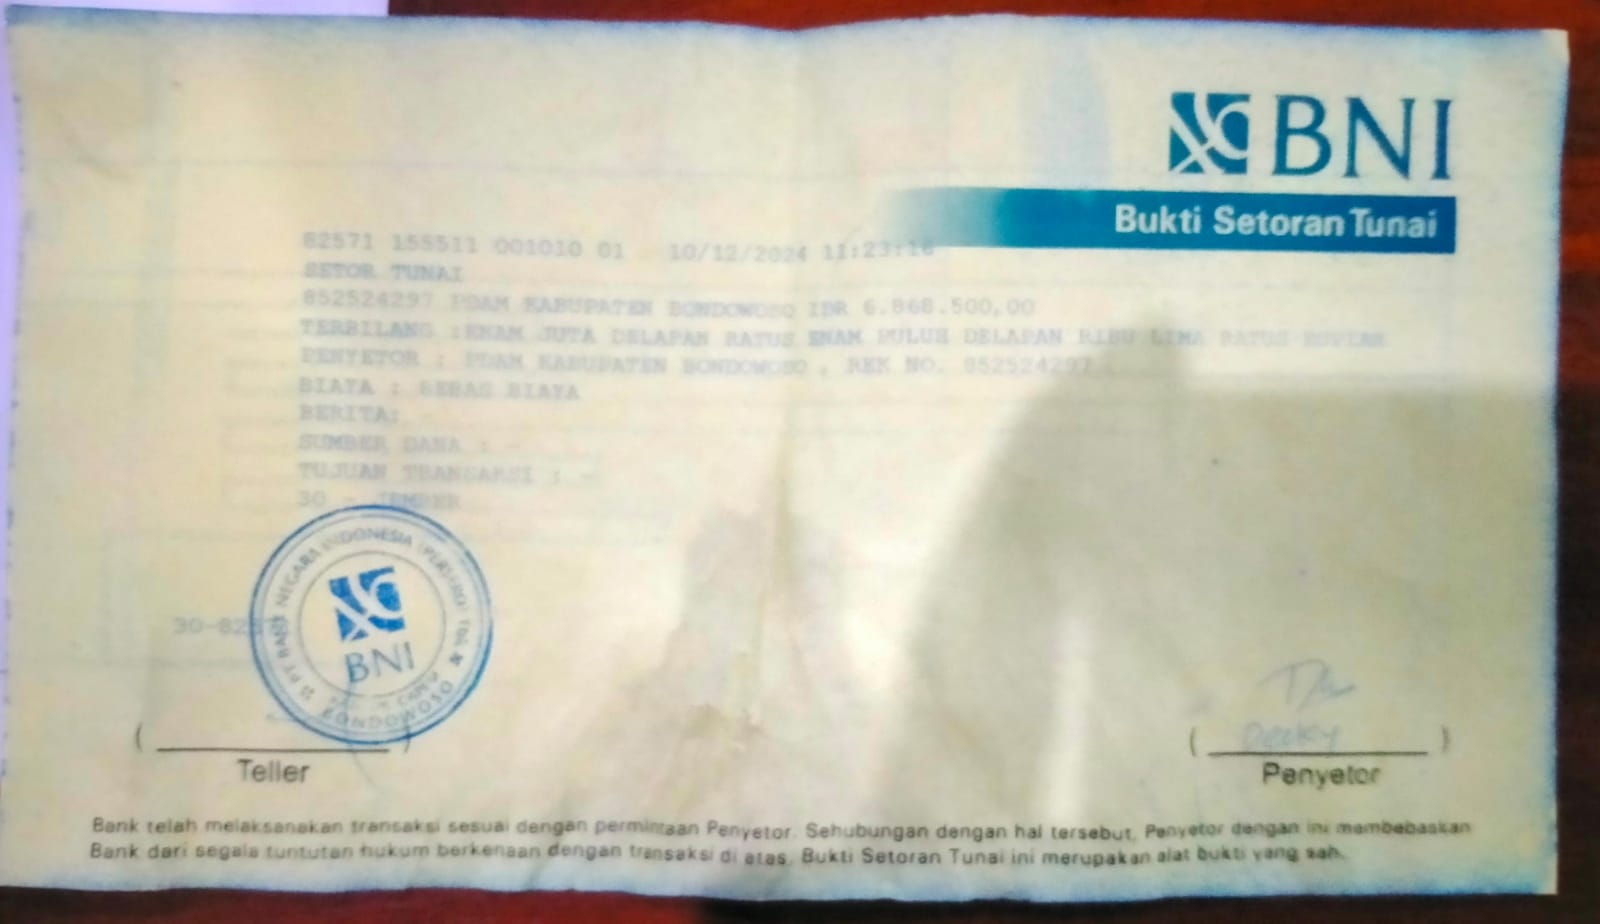 BNI
Bukti Setoran Tunai
82571 155511 001010 01 10/12/2024 11:23:16
SETOR TUNAI
852524297 PDAM KABUPATEN BONDOWOSO IDR 6.868.500,00
TERBILANG :ENAM JUTA DELAPAN RATUS ENAM PULUH DELAPAN RIBU LIMA RATUS RUPIAH
PENYETOR : PDAM KABUPATEN BONDOWOSO , REK NO. 852524297
BIAYA : BEBAS BIAYA
BERITA:
SUMBER DANA : -
TUJUAN TRANSAKSI : -
30 - JEMBER
PT BANK NEGARA INDONESIA (PERSERO) Tbk
BNI
BONDOWOSO
( )
Teller
( )
Penyetor
Bank telah melaksanakan transaksi sesuai dengan permintaan Penyetor. Sehubungan dengan hal tersebut, Penyetor dengan ini membebaskan
Bank dari segala tuntutan hukum berkenaan dengan transaksi di atas. Bukti Setoran Tunai ini merupakan alat bukti yang sah.